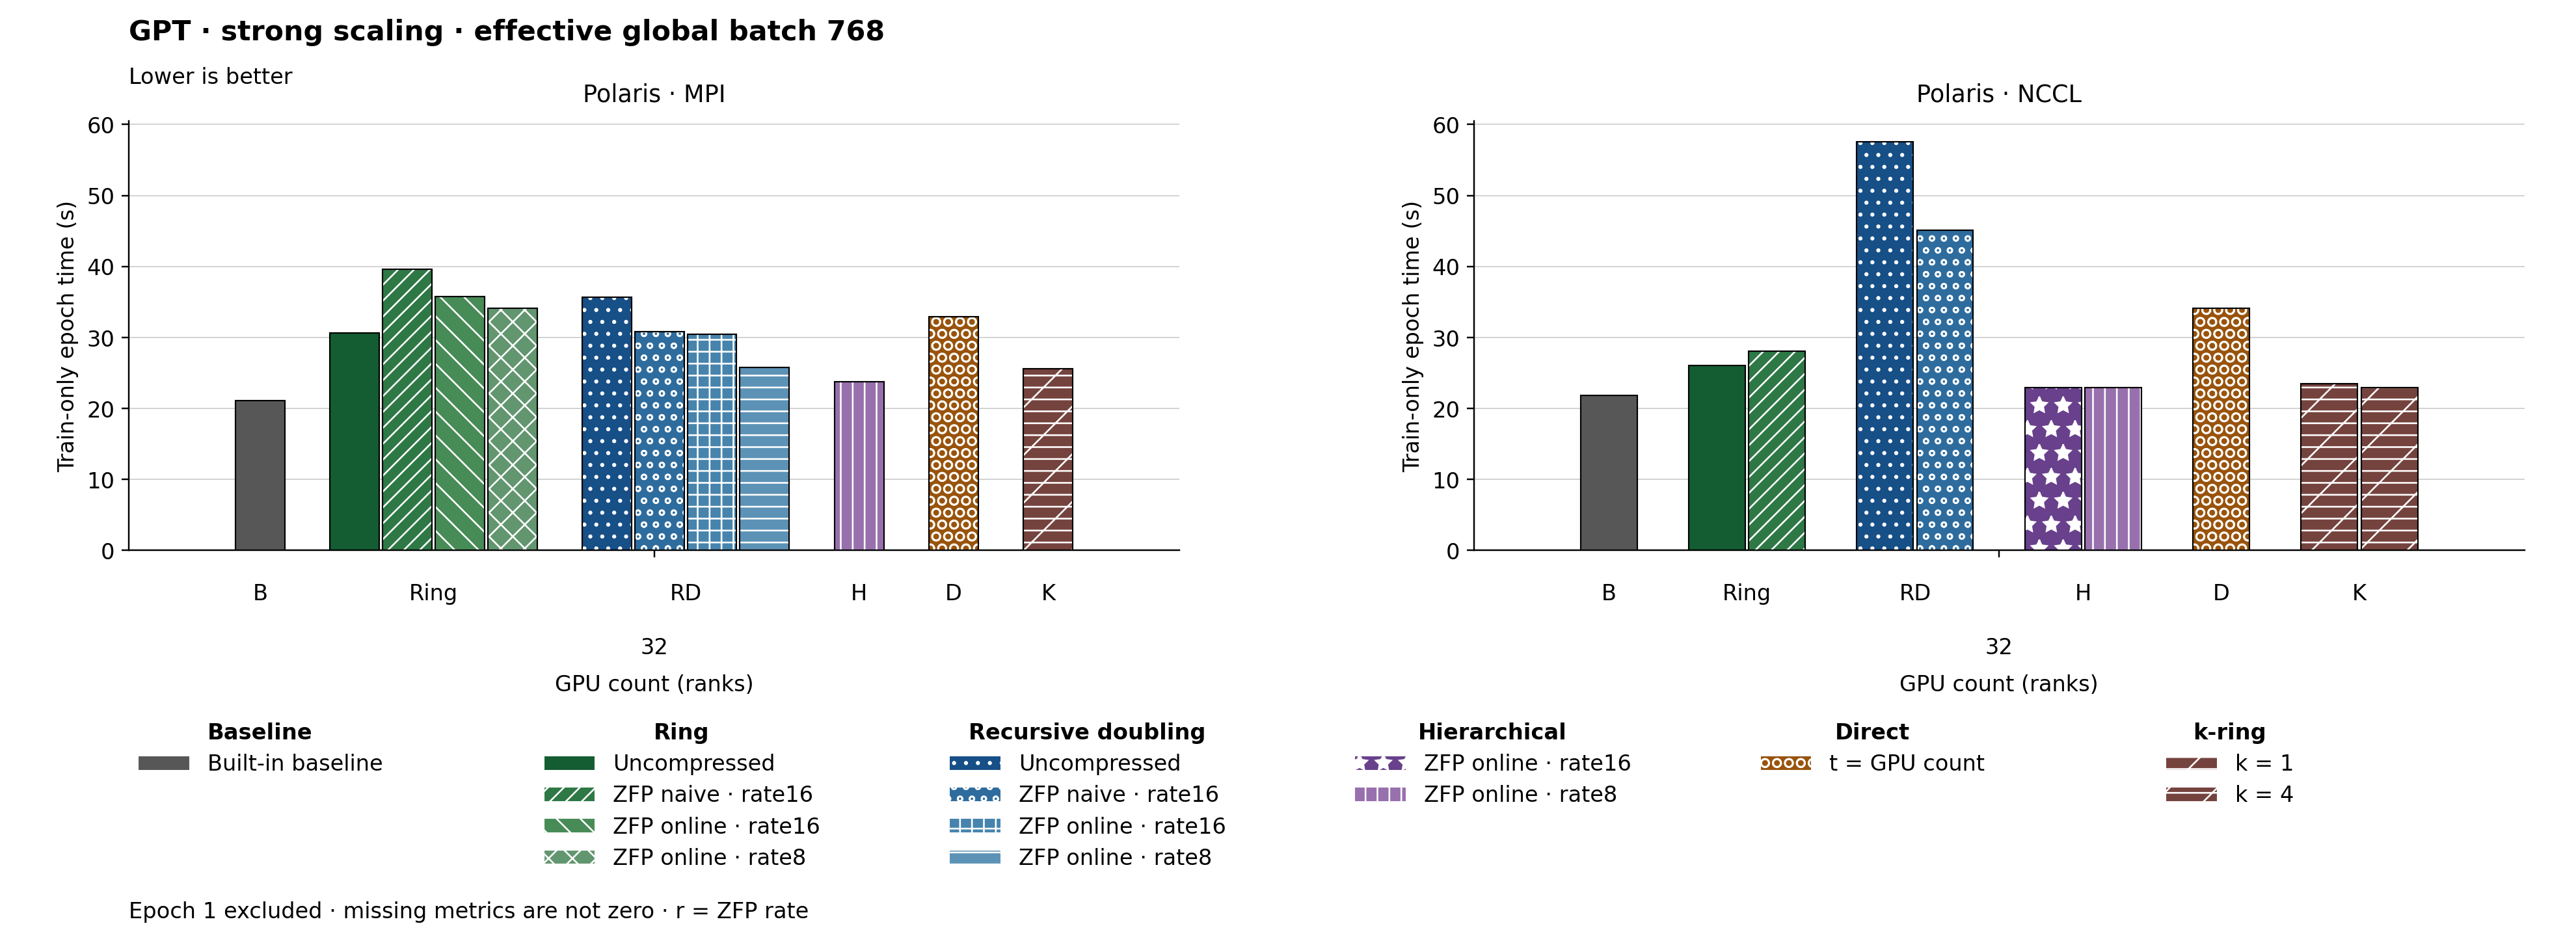 GPT · strong scaling · effective global batch 768
Lower is better
Polaris · MPI
Train-only epoch time (s)
60
50
40
30
20
10
0
B Ring RD H D K
32
GPU count (ranks)
Polaris · NCCL
Train-only epoch time (s)
60
50
40
30
20
10
0
B Ring RD H D K
32
GPU count (ranks)
Baseline
Built-in baseline
Ring
Uncompressed
ZFP naive · rate16
ZFP online · rate16
ZFP online · rate8
Recursive doubling
Uncompressed
ZFP naive · rate16
ZFP online · rate16
ZFP online · rate8
Hierarchical
ZFP online · rate16
ZFP online · rate8
Direct
t = GPU count
k-ring
k = 1
k = 4
Epoch 1 excluded · missing metrics are not zero · r = ZFP rate